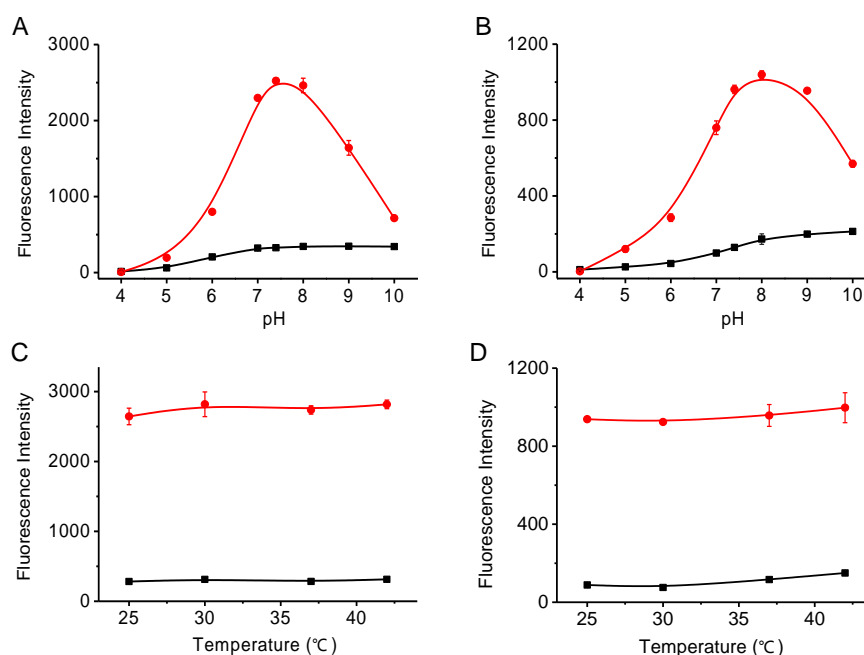 A
3000
2000
1000
0
Fluorescence Intensity
4 5 6 7 8 9 10
pH
B
1200
800
400
0
Fluorescence Intensity
4 5 6 7 8 9 10
pH
C
3000
2000
1000
0
Fluorescence Intensity
25 30 35 40
Temperature (℃)
D
1200
800
400
0
Fluorescence Intensity
25 30 35 40
Temperature (℃)